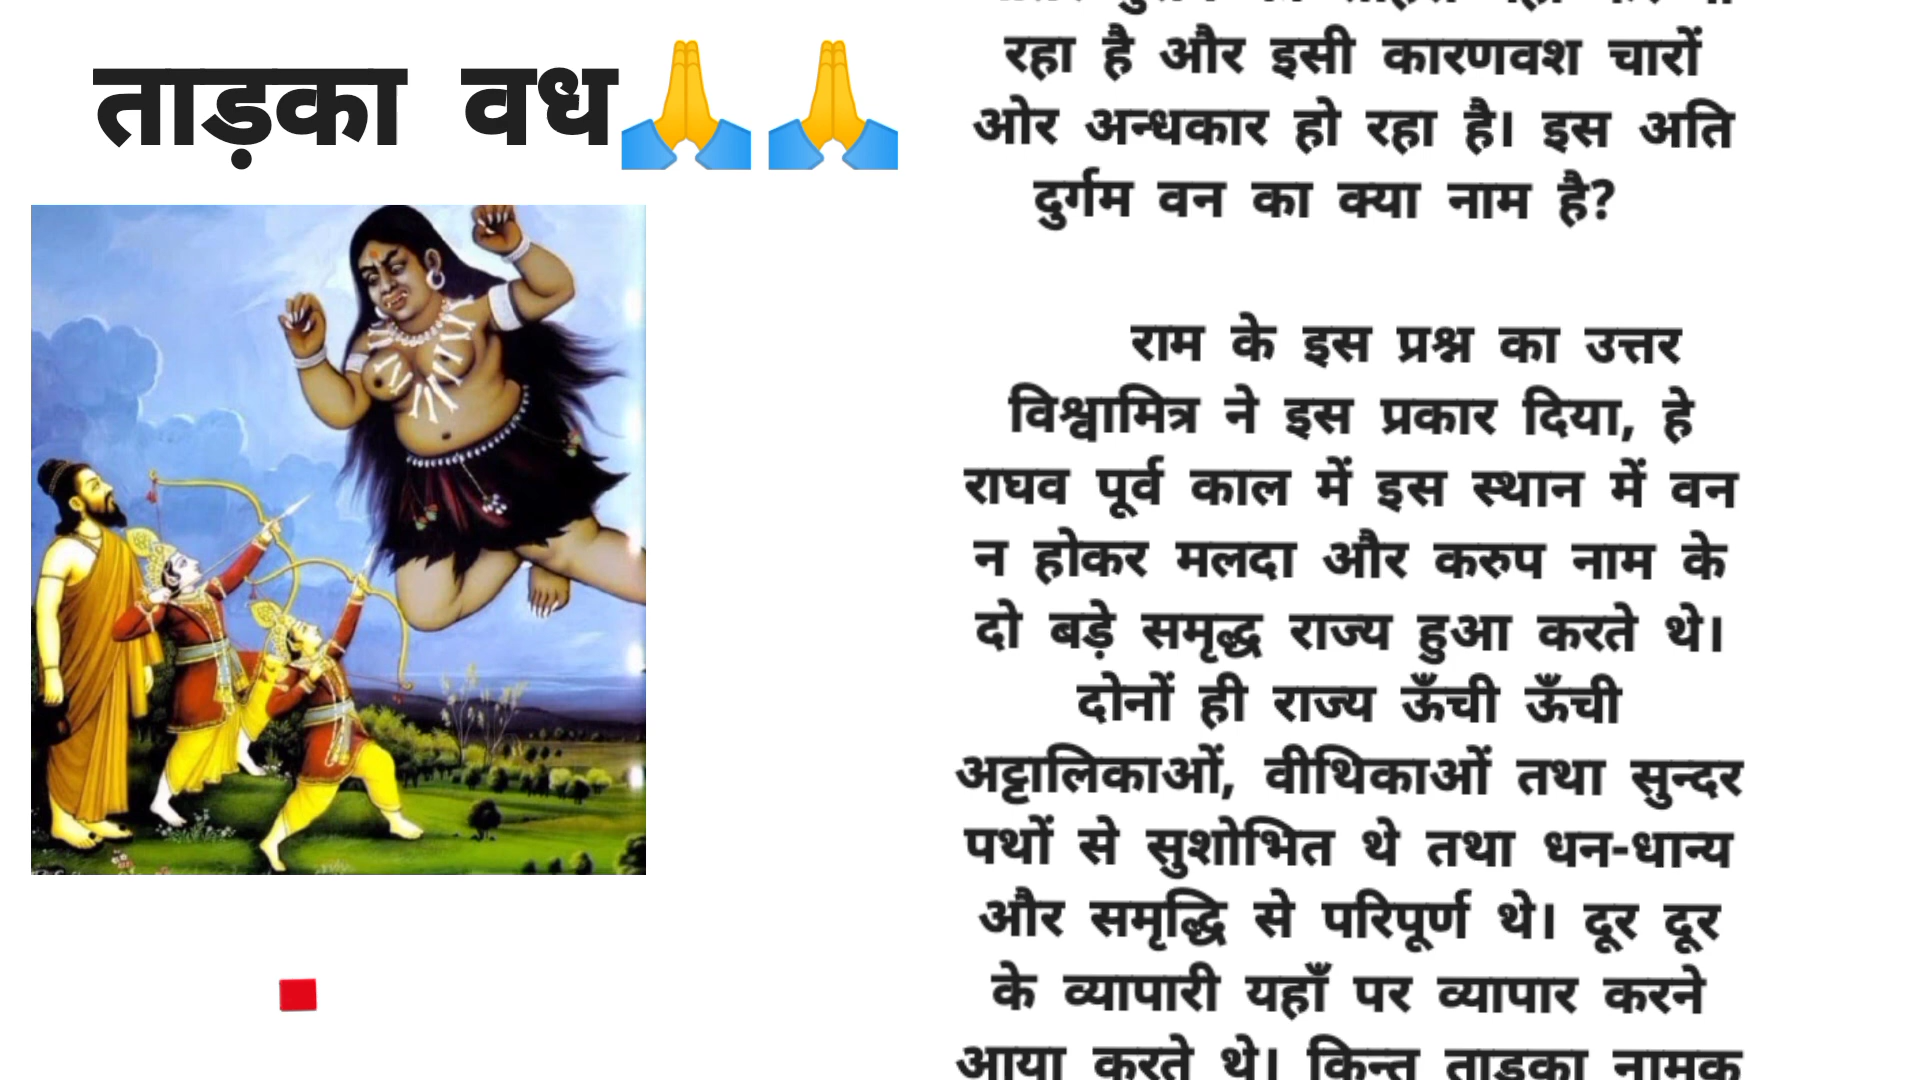 ताड़का वध🙏🙏
रहा है और इसी कारणवश चारों
ओर अन्धकार हो रहा है। इस अति
दुर्गम वन का क्या नाम है?
राम के इस प्रश्न का उत्तर
विश्वामित्र ने इस प्रकार दिया, हे
राघव पूर्व काल में इस स्थान में वन
न होकर मलदा और करुप नाम के
दो बड़े समृद्ध राज्य हुआ करते थे।
दोनों ही राज्य ऊँची ऊँची
अट्टालिकाओं, वीथिकाओं तथा सुन्दर
पथों से सुशोभित थे तथा धन-धान्य
और समृद्धि से परिपूर्ण थे। दूर दूर
के व्यापारी यहाँ पर व्यापार करने
आया करते थे। किन्तु ताड़का नामक